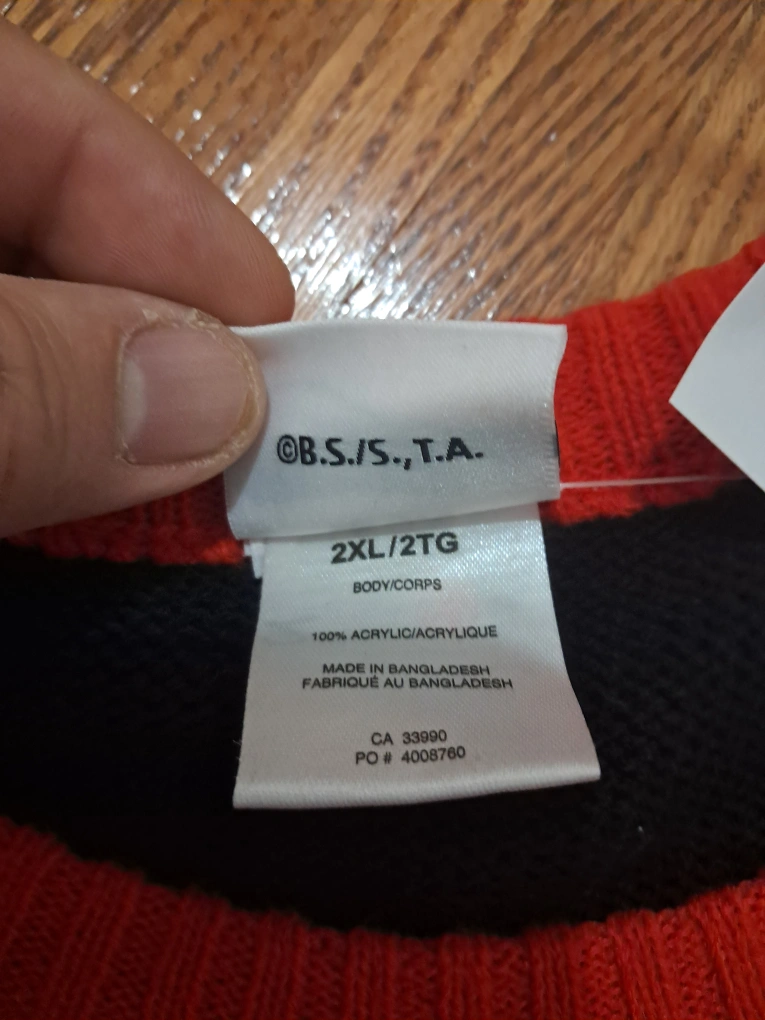 ©B.S./S.,T.A.
2XL/2TG
BODY/CORPS
100% ACRYLIC/ACRYLIQUE
MADE IN BANGLADESH
FABRIQUÉ AU BANGLADESH
CA 33990
PO # 4008760